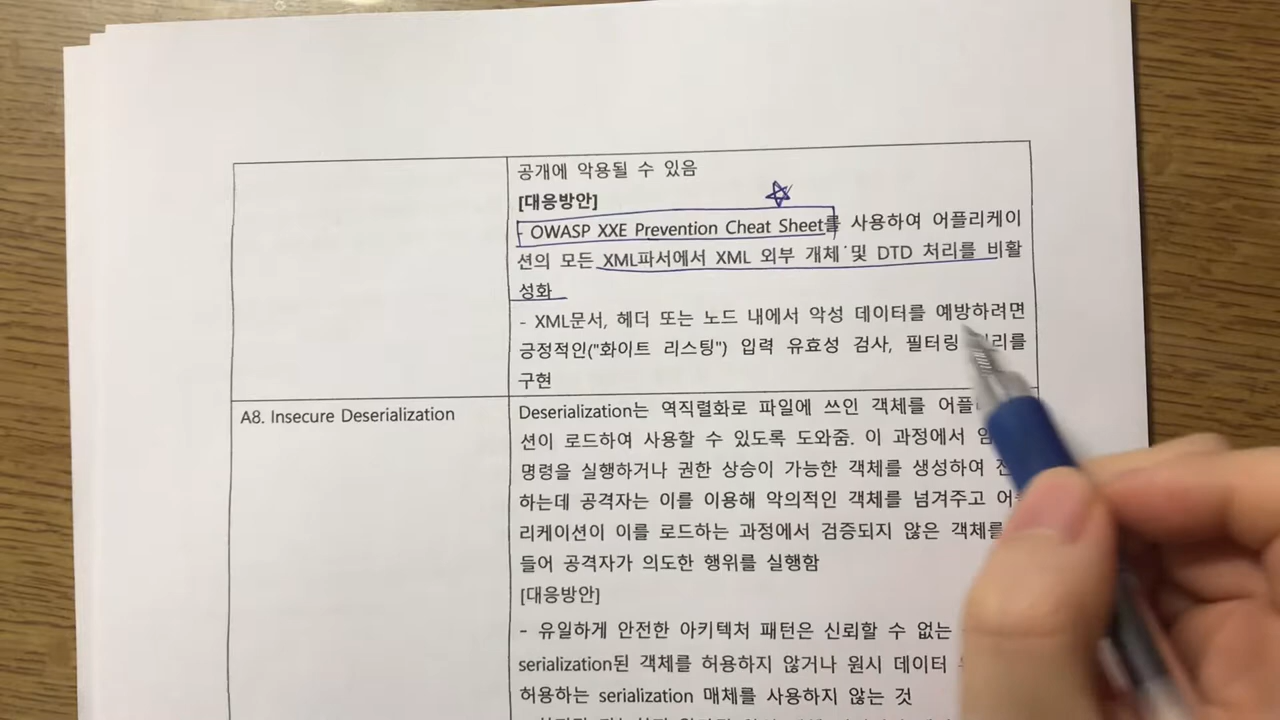 공개에 악용될 수 있음
[대응방안]
- OWASP XXE Prevention Cheat Sheet를 사용하여 어플리케이
션의 모든 XML파서에서 XML 외부 개체 및 DTD 처리를 비활
성화
- XML문서, 헤더 또는 노드 내에서 악성 데이터를 예방하려면
긍정적인("화이트 리스팅") 입력 유효성 검사, 필터링
구현
A8. Insecure Deserialization
Deserialization는 역직렬화로 파일에 쓰인 객체를
션이 로드하여 사용할 수 있도록 도와줌. 이 과정에서
명령을 실행하거나 권한 상승이 가능한 객체를 생성하여
하는데 공격자는 이를 이용해 악의적인 객체를 넘겨주고
리케이션이 이를 로드하는 과정에서 검증되지 않은 객체를
들어 공격자가 의도한 행위를 실행함
[대응방안]
- 유일하게 안전한 아키텍처 패턴은 신뢰할 수 없는
serialization된 객체를 허용하지 않거나 원시 데이터
허용하는 serialization 매체를 사용하지 않는 것